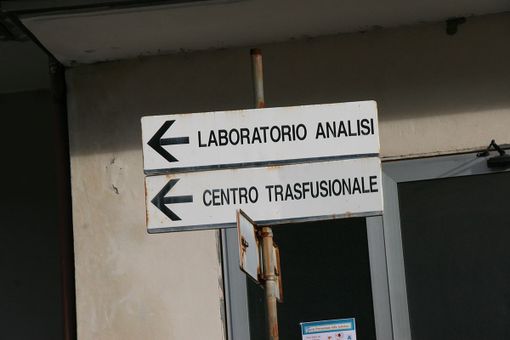 LABORATORIO ANALISI
CENTRO TRASFUSIONALE